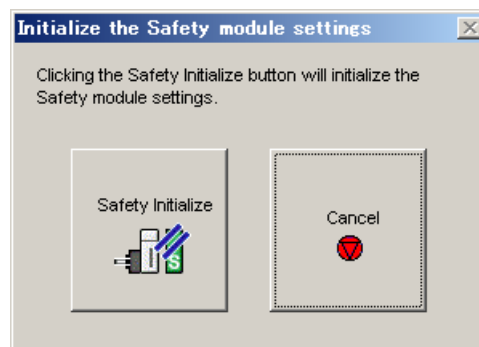 Initialize the Safety module settings
Clicking the Safety Initialize button will initialize the
Safety module settings.
Safety Initialize
Cancel
S